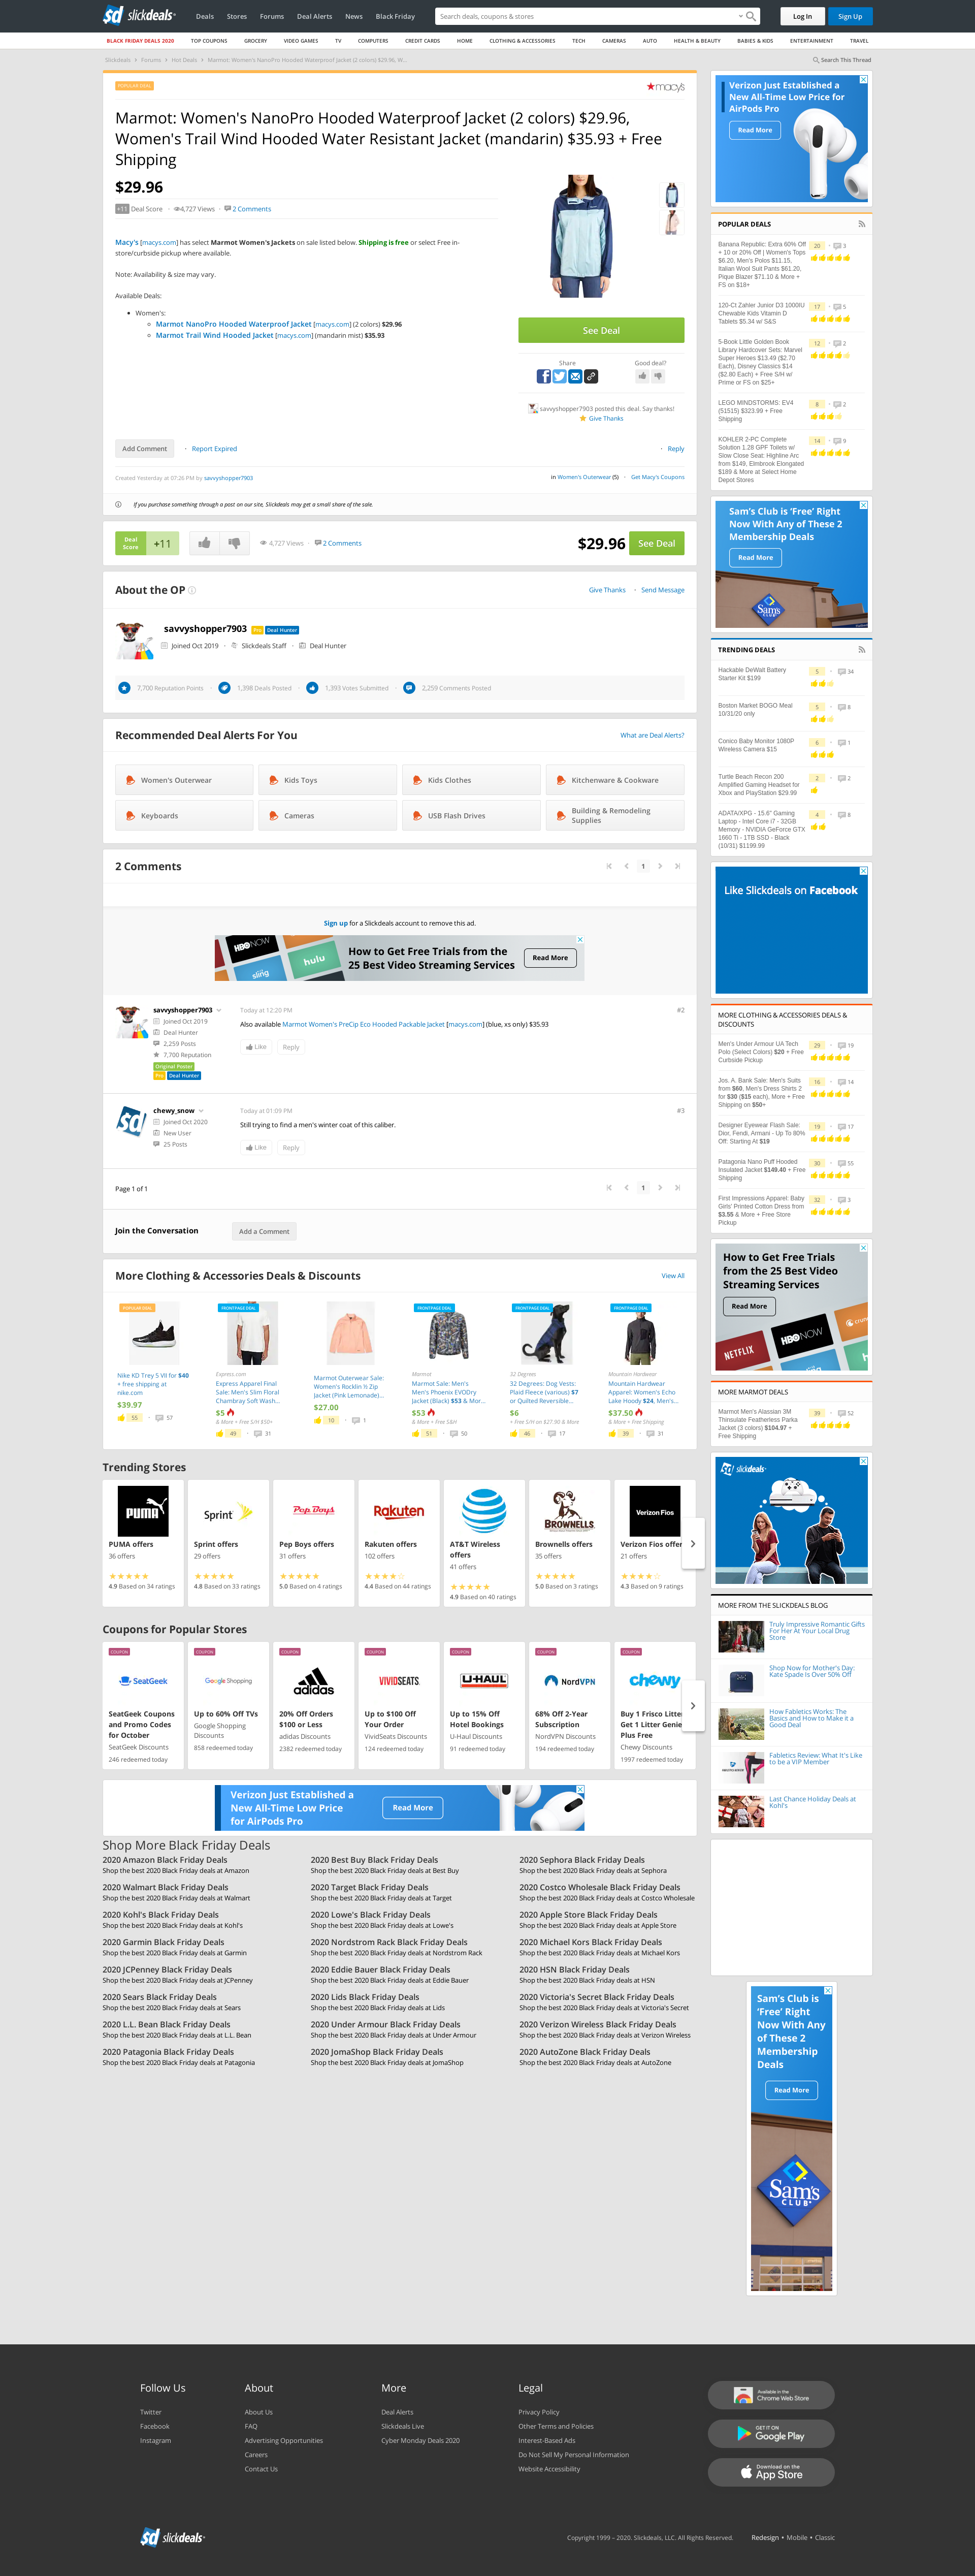 slickdeals
Deals
Stores
Forums
Deal Alerts
News
Black Friday
Search deals, coupons & stores
Log In
Sign Up
BLACK FRIDAY DEALS 2020
TOP COUPONS
GROCERY
VIDEO GAMES
TV
COMPUTERS
CREDIT CARDS
HOME
CLOTHING & ACCESSORIES
TECH
CAMERAS
AUTO
HEALTH & BEAUTY
BABIES & KIDS
ENTERTAINMENT
TRAVEL
Slickdeals
Forums
Hot Deals
Marmot: Women's NanoPro Hooded Waterproof Jacket (2 colors) $29.96, W...
Search This Thread
POPULAR DEAL
macy's
Marmot: Women's NanoPro Hooded Waterproof Jacket (2 colors) $29.96,
Women's Trail Wind Hooded Water Resistant Jacket (mandarin) $35.93 + Free
Shipping
$29.96
+11 Deal Score
4,727 Views
2 Comments
Macy's [macys.com] has select Marmot Women's Jackets on sale listed below. Shipping is free or select Free in-
store/curbside pickup where available.
Note: Availability & size may vary.
Available Deals:
Women's:
Marmot NanoPro Hooded Waterproof Jacket [macys.com] (2 colors) $29.96
Marmot Trail Wind Hooded Jacket [macys.com] (mandarin mist) $35.93
See Deal
Share
Good deal?
savvyshopper7903 posted this deal. Say thanks!
Give Thanks
Add Comment
Report Expired
Reply
Created Yesterday at 07:26 PM by savvyshopper7903
in Women's Outerwear (5)
Get Macy's Coupons
If you purchase something through a post on our site, Slickdeals may get a small share of the sale.
Deal
Score
+11
4,727 Views
2 Comments
$29.96
See Deal
About the OP
Give Thanks
Send Message
savvyshopper7903
Pro
Deal Hunter
Joined Oct 2019
Slickdeals Staff
Deal Hunter
7,700 Reputation Points
1,398 Deals Posted
1,393 Votes Submitted
2,259 Comments Posted
Recommended Deal Alerts For You
What are Deal Alerts?
Women's Outerwear
Kids Toys
Kids Clothes
Kitchenware & Cookware
Keyboards
Cameras
USB Flash Drives
Building & Remodeling
Supplies
2 Comments
1
Sign up for a Slickdeals account to remove this ad.
HBO NOW
sling
hulu
How to Get Free Trials from the
25 Best Video Streaming Services
Read More
savvyshopper7903
Joined Oct 2019
Deal Hunter
2,259 Posts
7,700 Reputation
Original Poster
Pro
Deal Hunter
Today at 12:20 PM
#2
Also available Marmot Women's PreCip Eco Hooded Packable Jacket [macys.com] (blue, xs only) $35.93
Like
Reply
chewy_snow
Joined Oct 2020
New User
25 Posts
Today at 01:09 PM
#3
Still trying to find a men's winter coat of this caliber.
Like
Reply
Page 1 of 1
1
Join the Conversation
Add a Comment
More Clothing & Accessories Deals & Discounts
View All
POPULAR DEAL
Nike KD Trey 5 VII for $40
+ free shipping at
nike.com
$39.97
55
57
FRONTPAGE DEAL
Express.com
Express Apparel Final
Sale: Men's Slim Floral
Chambray Soft Wash...
$5
& More + Free S/H $50+
49
31
Marmot Outerwear Sale:
Women's Rocklin ½ Zip
Jacket (Pink Lemonade)...
$27.00
10
1
FRONTPAGE DEAL
Marmot
Marmot Sale: Men's
Men's Phoenix EVODry
Jacket (Black) $53 & Mor...
$53
& More + Free S&H
51
50
FRONTPAGE DEAL
32 Degrees
32 Degrees: Dog Vests:
Plaid Fleece (various) $7
or Quilted Reversible...
$6
+ Free S/H on $27.90 & More
46
17
FRONTPAGE DEAL
Mountain Hardwear
Mountain Hardwear
Apparel: Women's Echo
Lake Hoody $24, Men's...
$37.50
& More + Free Shipping
39
31
Trending Stores
PUMA
PUMA offers
36 offers
4.9 Based on 34 ratings
Sprint
Sprint offers
29 offers
4.8 Based on 33 ratings
Pep Boys
Pep Boys offers
31 offers
5.0 Based on 4 ratings
Rakuten
Rakuten offers
102 offers
4.4 Based on 44 ratings
AT&T Wireless
offers
41 offers
4.9 Based on 40 ratings
BROWNELLS
Brownells offers
35 offers
5.0 Based on 3 ratings
Verizon Fios
Verizon Fios offers
21 offers
4.3 Based on 9 ratings
Coupons for Popular Stores
COUPON
SeatGeek
SeatGeek Coupons
and Promo Codes
for October
SeatGeek Discounts
246 redeemed today
COUPON
Google Shopping
Up to 60% Off TVs
Google Shopping
Discounts
858 redeemed today
COUPON
adidas
20% Off Orders
$100 or Less
adidas Discounts
2382 redeemed today
COUPON
VIVIDSEATS
Up to $100 Off
Your Order
VividSeats Discounts
124 redeemed today
COUPON
U-HAUL
Up to 15% Off
Hotel Bookings
U-Haul Discounts
91 redeemed today
COUPON
NordVPN
68% Off 2-Year
Subscription
NordVPN Discounts
194 redeemed today
COUPON
chewy
Buy 1 Frisco Litter
Get 1 Litter Genie
Plus Free
Chewy Discounts
1997 redeemed today
Verizon Just Established a
New All-Time Low Price
for AirPods Pro
Read More
Shop More Black Friday Deals
2020 Amazon Black Friday Deals
Shop the best 2020 Black Friday deals at Amazon
2020 Best Buy Black Friday Deals
Shop the best 2020 Black Friday deals at Best Buy
2020 Sephora Black Friday Deals
Shop the best 2020 Black Friday deals at Sephora
2020 Walmart Black Friday Deals
Shop the best 2020 Black Friday deals at Walmart
2020 Target Black Friday Deals
Shop the best 2020 Black Friday deals at Target
2020 Costco Wholesale Black Friday Deals
Shop the best 2020 Black Friday deals at Costco Wholesale
2020 Kohl's Black Friday Deals
Shop the best 2020 Black Friday deals at Kohl's
2020 Lowe's Black Friday Deals
Shop the best 2020 Black Friday deals at Lowe's
2020 Apple Store Black Friday Deals
Shop the best 2020 Black Friday deals at Apple Store
2020 Garmin Black Friday Deals
Shop the best 2020 Black Friday deals at Garmin
2020 Nordstrom Rack Black Friday Deals
Shop the best 2020 Black Friday deals at Nordstrom Rack
2020 Michael Kors Black Friday Deals
Shop the best 2020 Black Friday deals at Michael Kors
2020 JCPenney Black Friday Deals
Shop the best 2020 Black Friday deals at JCPenney
2020 Eddie Bauer Black Friday Deals
Shop the best 2020 Black Friday deals at Eddie Bauer
2020 HSN Black Friday Deals
Shop the best 2020 Black Friday deals at HSN
2020 Sears Black Friday Deals
Shop the best 2020 Black Friday deals at Sears
2020 Lids Black Friday Deals
Shop the best 2020 Black Friday deals at Lids
2020 Victoria's Secret Black Friday Deals
Shop the best 2020 Black Friday deals at Victoria's Secret
2020 L.L. Bean Black Friday Deals
Shop the best 2020 Black Friday deals at L.L. Bean
2020 Under Armour Black Friday Deals
Shop the best 2020 Black Friday deals at Under Armour
2020 Verizon Wireless Black Friday Deals
Shop the best 2020 Black Friday deals at Verizon Wireless
2020 Patagonia Black Friday Deals
Shop the best 2020 Black Friday deals at Patagonia
2020 JomaShop Black Friday Deals
Shop the best 2020 Black Friday deals at JomaShop
2020 AutoZone Black Friday Deals
Shop the best 2020 Black Friday deals at AutoZone
Verizon Just Established a
New All-Time Low Price for
AirPods Pro
Read More
POPULAR DEALS
Banana Republic: Extra 60% Off
+ 10 or 20% Off | Women's Tops
$6.20, Men's Polos $11.15,
Italian Wool Suit Pants $61.20,
Pique Blazer $71.10 & More +
FS on $18+
20
3
120-Ct Zahler Junior D3 1000IU
Chewable Kids Vitamin D
Tablets $5.34 w/ S&S
17
5
5-Book Little Golden Book
Library Hardcover Sets: Marvel
Super Heroes $13.49 ($2.70
Each), Disney Classics $14
($2.80 Each) + Free S/H w/
Prime or FS on $25+
12
2
LEGO MINDSTORMS: EV4
(51515) $323.99 + Free
Shipping
8
2
KOHLER 2-PC Complete
Solution 1.28 GPF Toilets w/
Slow Close Seat: Highline Arc
from $149, Elmbrook Elongated
$189 & More at Select Home
Depot Stores
14
9
Sam's Club is 'Free' Right
Now With Any of These 2
Membership Deals
Read More
Sam's
CLUB
TRENDING DEALS
Hackable DeWalt Battery
Starter Kit $199
5
34
Boston Market BOGO Meal
10/31/20 only
5
8
Conico Baby Monitor 1080P
Wireless Camera $15
6
1
Turtle Beach Recon 200
Amplified Gaming Headset for
Xbox and PlayStation $29.99
2
2
ADATA/XPG - 15.6" Gaming
Laptop - Intel Core i7 - 32GB
Memory - NVIDIA GeForce GTX
1660 Ti - 1TB SSD - Black
(10/31) $1199.99
4
8
Like Slickdeals on Facebook
MORE CLOTHING & ACCESSORIES DEALS &
DISCOUNTS
Men's Under Armour UA Tech
Polo (Select Colors) $20 + Free
Curbside Pickup
29
19
Jos. A. Bank Sale: Men's Suits
from $60, Men's Dress Shirts 2
for $30 ($15 each), More + Free
Shipping on $50+
16
14
Designer Eyewear Flash Sale:
Dior, Fendi, Armani - Up To 80%
Off: Starting At $19
19
17
Patagonia Nano Puff Hooded
Insulated Jacket $149.40 + Free
Shipping
30
55
First Impressions Apparel: Baby
Girls' Printed Cotton Dress from
$3.55 & More + Free Store
Pickup
32
3
How to Get Free Trials
from the 25 Best Video
Streaming Services
Read More
NETFLIX
HBO NOW
crunchy
hulu
MORE MARMOT DEALS
Marmot Men's Alassian 3M
Thinsulate Featherless Parka
Jacket (3 colors) $104.97 +
Free Shipping
39
52
slickdeals
MORE FROM THE SLICKDEALS BLOG
Truly Impressive Romantic Gifts
For Her At Your Local Drug
Store
Shop Now for Mother's Day:
Kate Spade Is Over 50% Off
How Fabletics Works: The
Basics and How to Make it a
Good Deal
Fabletics Review: What It's Like
to be a VIP Member
Last Chance Holiday Deals at
Kohl's
Sam's Club is
'Free' Right
Now With Any
of These 2
Membership
Deals
Read More
Sam's
CLUB
Follow Us
Twitter
Facebook
Instagram
About
About Us
FAQ
Advertising Opportunities
Careers
Contact Us
More
Deal Alerts
Slickdeals Live
Cyber Monday Deals 2020
Legal
Privacy Policy
Other Terms and Policies
Interest-Based Ads
Do Not Sell My Personal Information
Website Accessibility
Available in the
Chrome Web Store
GET IT ON
Google Play
Download on the
App Store
slickdeals
Copyright 1999 - 2020. Slickdeals, LLC. All Rights Reserved.
Redesign • Mobile • Classic